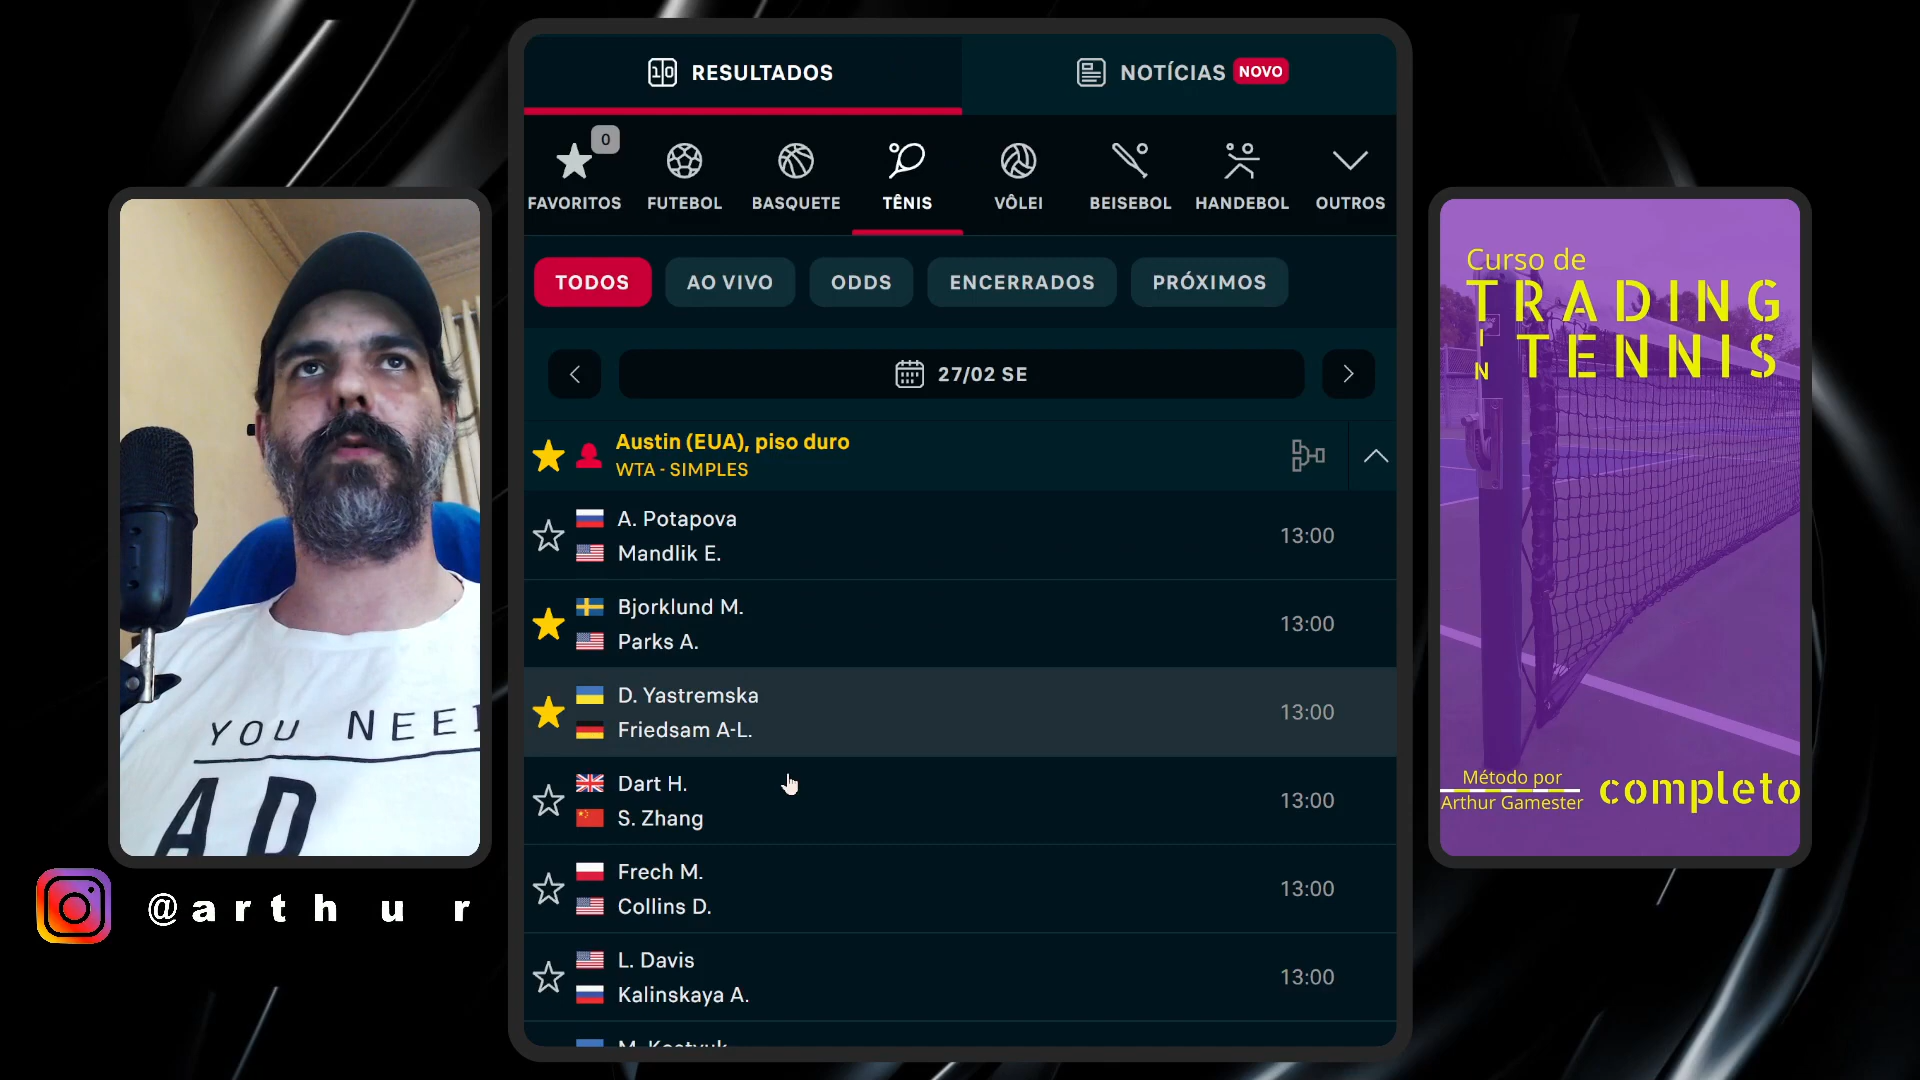 RESULTADOS
NOTÍCIAS NOVO
0
FAVORITOS FUTEBOL BASQUETE TÊNIS VÔLEI BEISEBOL HANDEBOL OUTROS
TODOS AO VIVO ODDS ENCERRADOS PRÓXIMOS
27/02 SE
Austin (EUA), piso duro
WTA - SIMPLES
A. Potapova
Mandlik E.
13:00
Bjorklund M.
Parks A.
13:00
D. Yastremska
Friedsam A-L.
13:00
Dart H.
S. Zhang
13:00
Frech M.
Collins D.
13:00
L. Davis
Kalinskaya A.
13:00
M. Kostyuk
YOU NEE
AD
@arthur
Curso de
TRADING
IN TENNIS
Método por
Arthur Gamester
completo